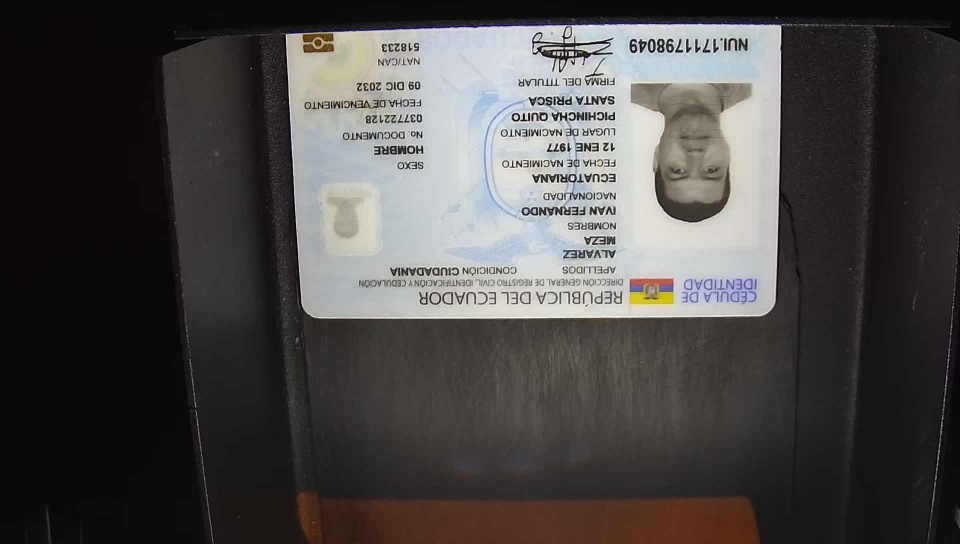 CÉDULA DE IDENTIDAD
REPÚBLICA DEL ECUADOR
DIRECCIÓN GENERAL DE REGISTRO CIVIL, IDENTIFICACIÓN Y CEDULACIÓN
APELLIDOS
ALVAREZ
MEZA
NOMBRES
IVAN FERNANDO
NACIONALIDAD
ECUATORIANA
FECHA DE NACIMIENTO
12 ENE 1977
LUGAR DE NACIMIENTO
PICHINCHA QUITO
SANTA PRISCA
FIRMA DEL TITULAR
CONDICIÓN CIUDADANIA
SEXO
HOMBRE
No. DOCUMENTO
037722128
FECHA DE VENCIMIENTO
09 DIC 2032
NAT/CAN
518233
NUI.1711798049